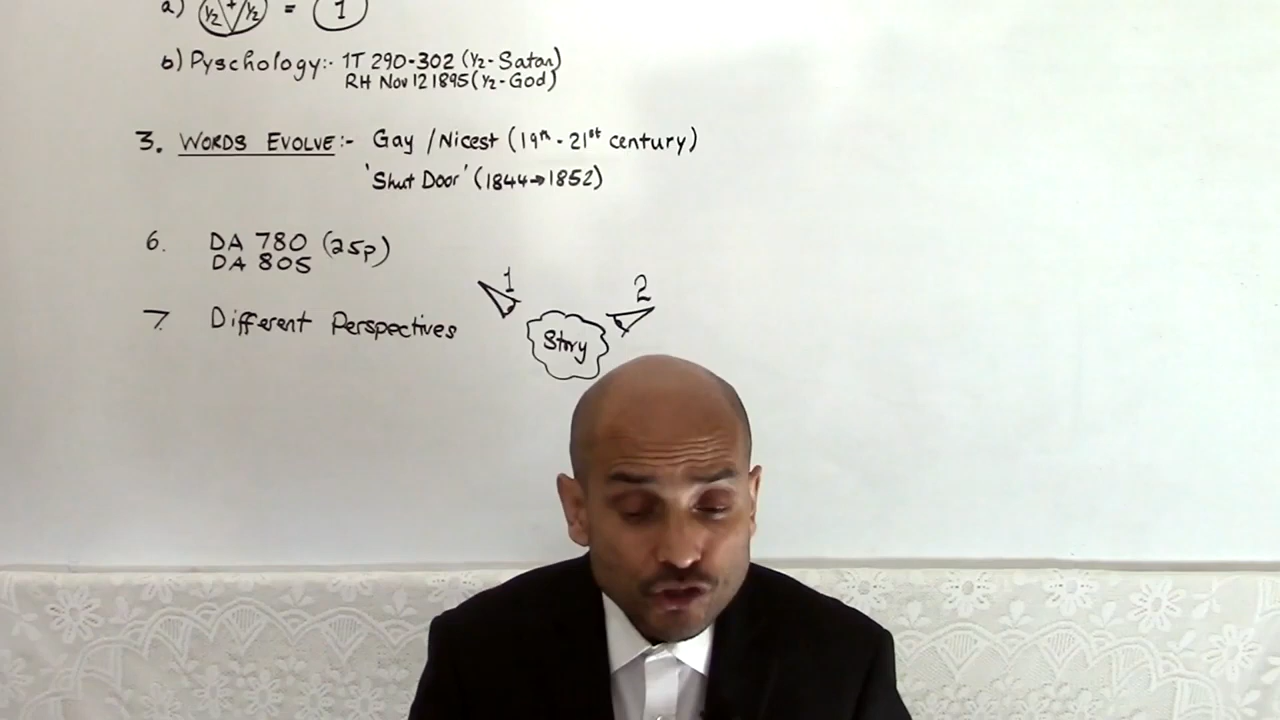 a) ½ + ½ = 1
b) Pyschology:- 1T 290-302 (½-Satan)
RH Nov 12 1895 (½-God)
3. WORDS EVOLVE:- Gay / Nicest (19th - 21st century)
'Shut Door' (1844→1852)
6. DA 780 (25p)
DA 805
7. Different Perspectives
1
2
Story